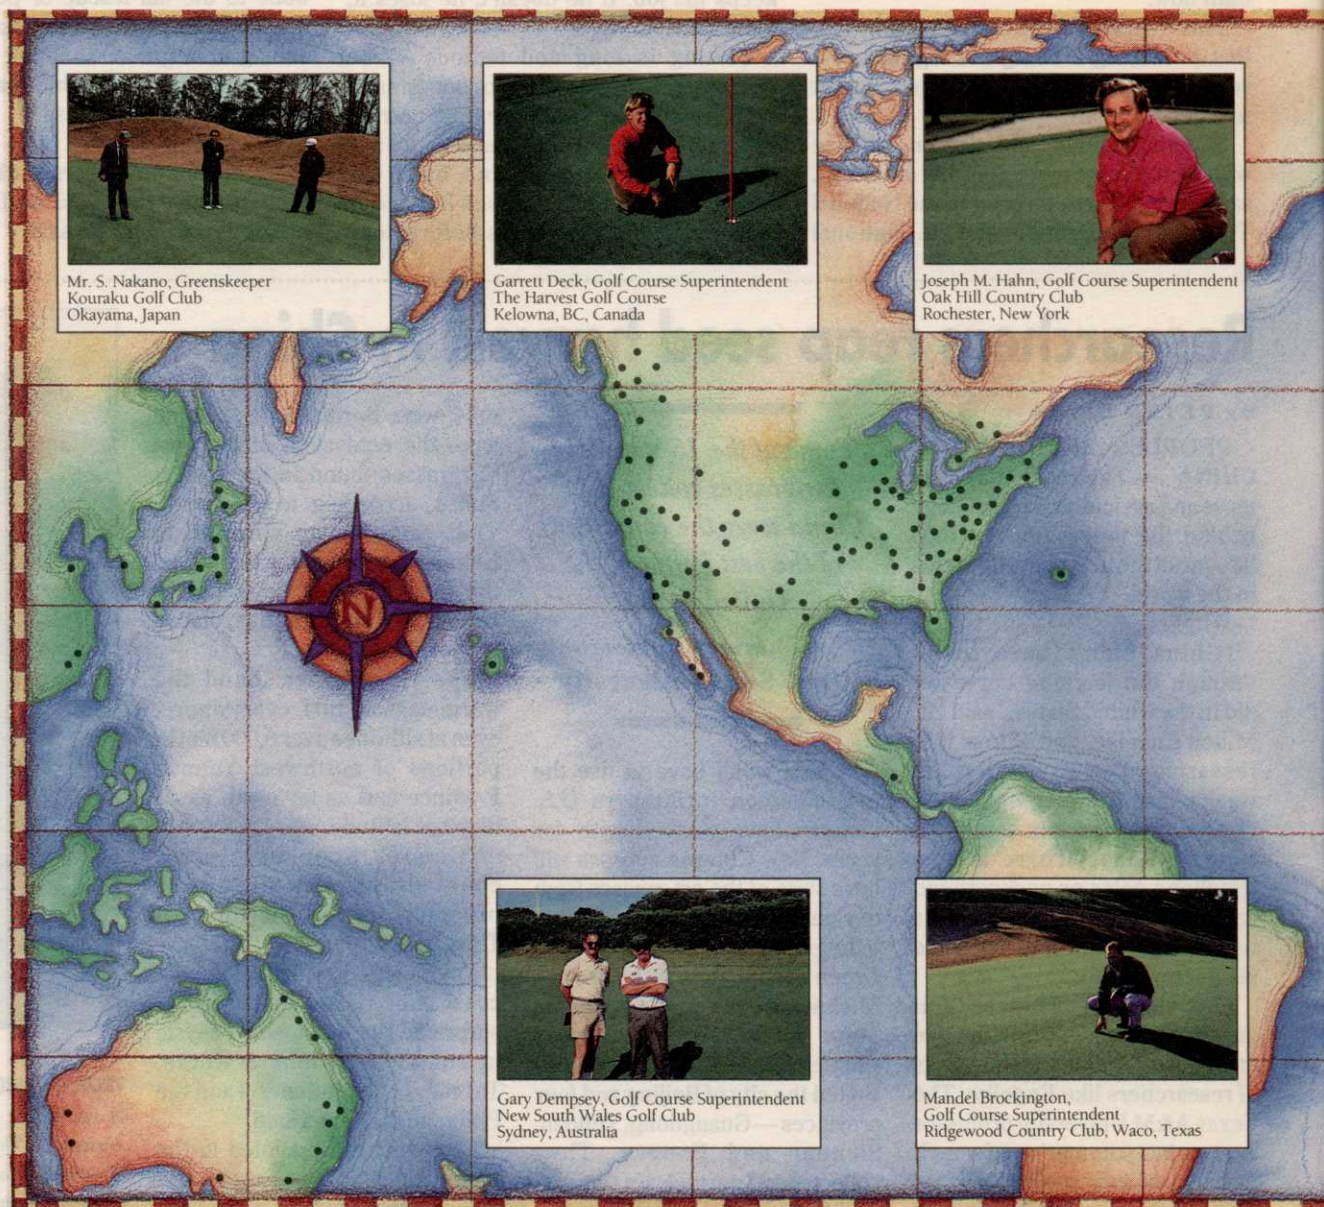 Mr. S. Nakano, Greenskeeper
Kouraku Golf Club
Okayama, Japan
Garrett Deck, Golf Course Superintendent
The Harvest Golf Course
Kelowna, BC, Canada
Joseph M. Hahn, Golf Course Superintendent
Oak Hill Country Club
Rochester, New York
N
Gary Dempsey, Golf Course Superintendent
New South Wales Golf Club
Sydney, Australia
Mandel Brockington,
Golf Course Superintendent
Ridgewood Country Club, Waco, Texas